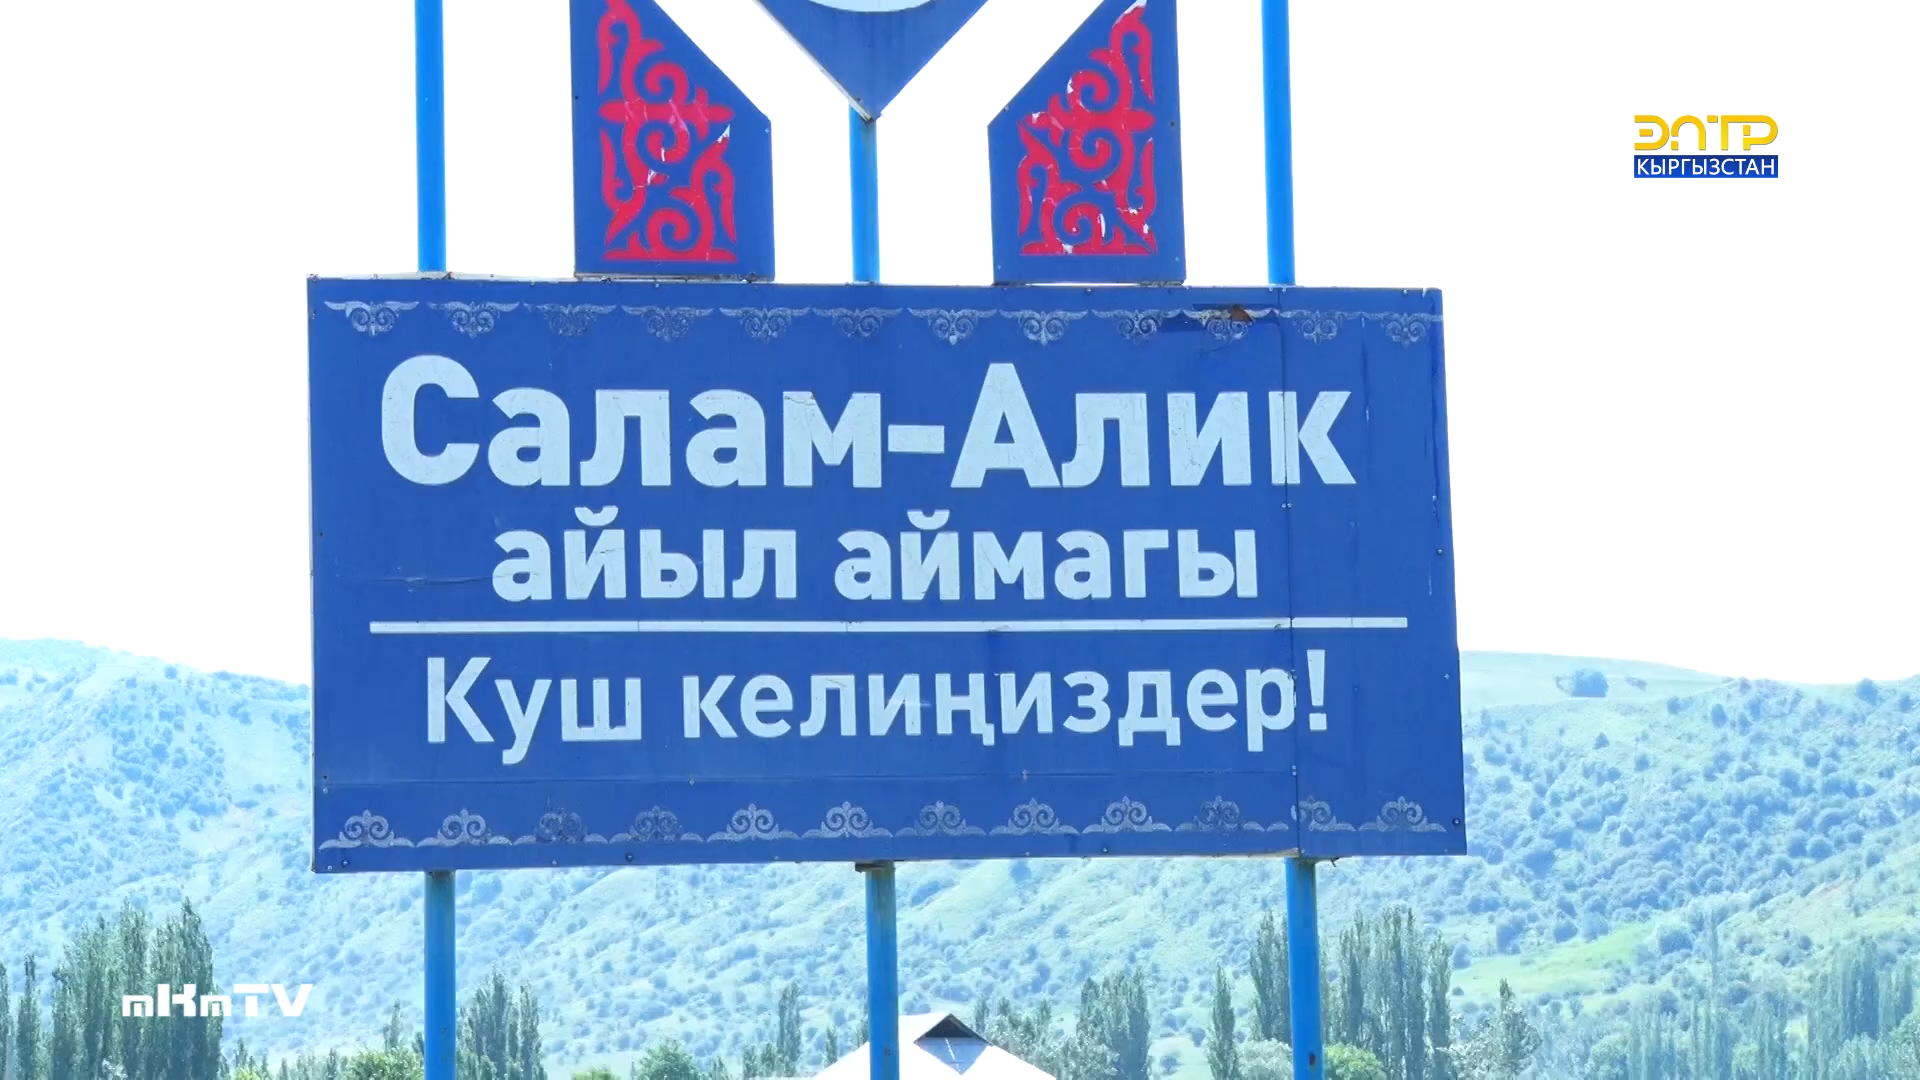 ЭЛТР
КЫРГЫЗСТАН
Салам-Алик
айыл аймагы
Куш келиңиздер!
mKmTV